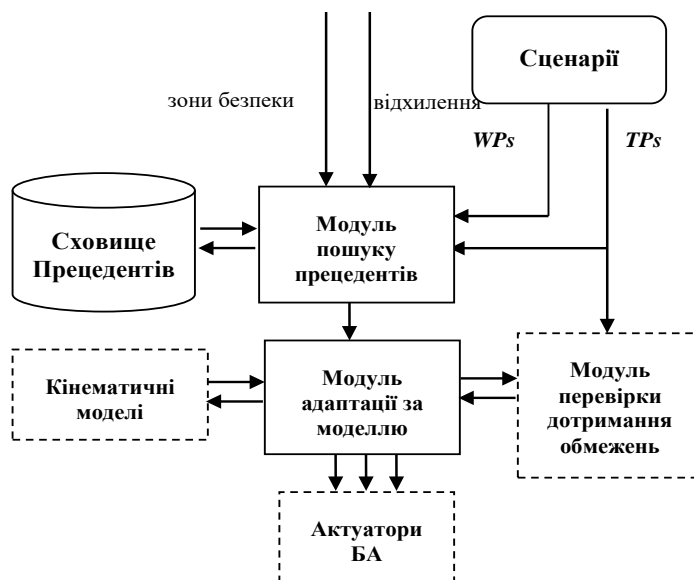 Сценарії
зони безпеки
відхилення
WPs
TPs
Сховище
Прецедентів
Модуль
пошуку
прецедентів
Кінематичні
моделі
Модуль
адаптації за
моделлю
Модуль
перевірки
дотримання
обмежень
Актуатори
БА